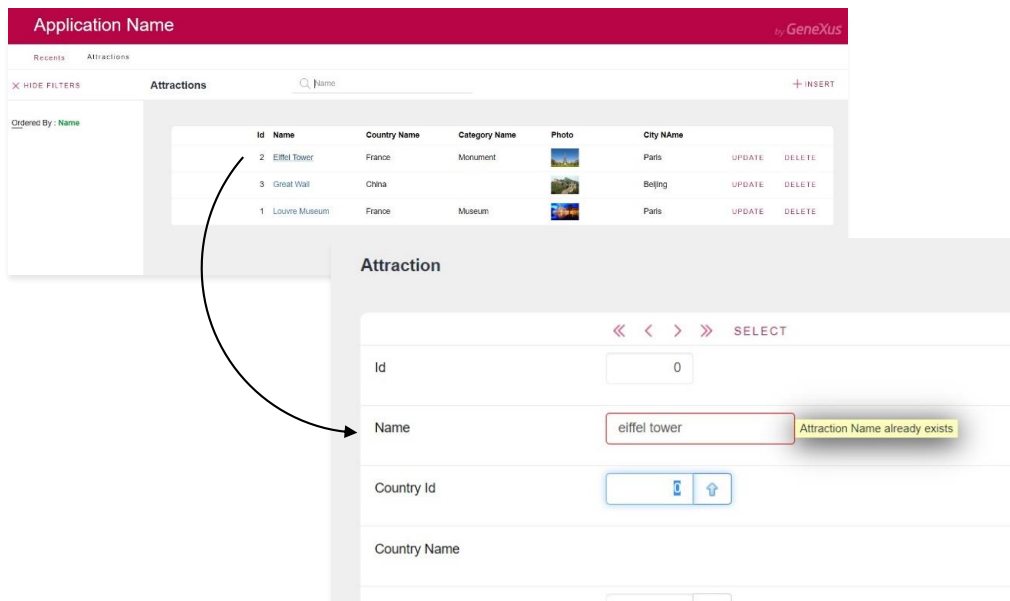 Application Name
by GeneXus
Recents Attractions
HIDE FILTERS Attractions Name INSERT
Ordered By : Name
Id Name Country Name Category Name Photo City NAme
2 Eiffel Tower France Monument Paris UPDATE DELETE
3 Great Wall China Beijing UPDATE DELETE
1 Louvre Museum France Museum Paris UPDATE DELETE
Attraction
SELECT
Id 0
Name eiffel tower Attraction Name already exists
Country Id 0
Country Name